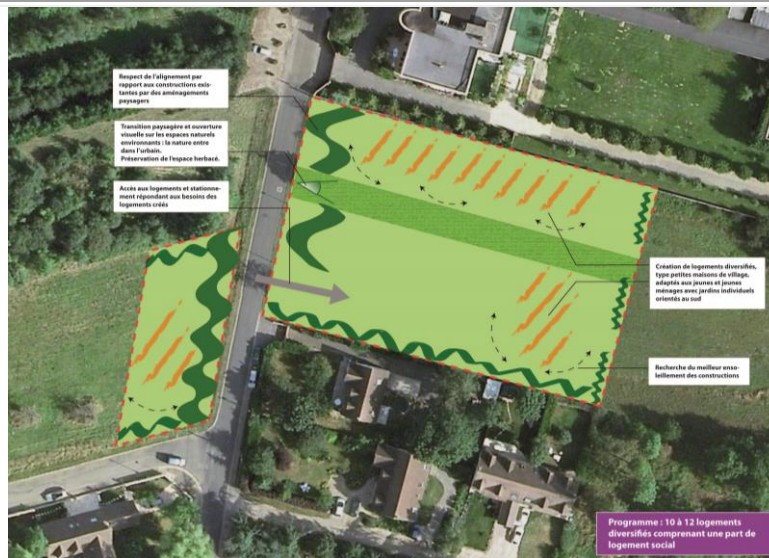 Respect de l'alignement par
rapport aux constructions exis-
tantes par des aménagements
paysagers
Transition paysagère et ouverture
visuelle sur les espaces naturels
environnants : la nature entre
dans l'urbain.
Préservation de l'espace herbacé.
Accès aux logements et stationne-
ment répondant aux besoins des
logements créés
Création de logements diversifiés,
type petites maisons de village,
adaptés aux jeunes et jeunes
ménages avec jardins individuels
orientés au sud
Recherche du meilleur enso-
leillement des constructions
Programme : 10 à 12 logements
diversifiés comprenant une part de
logement social